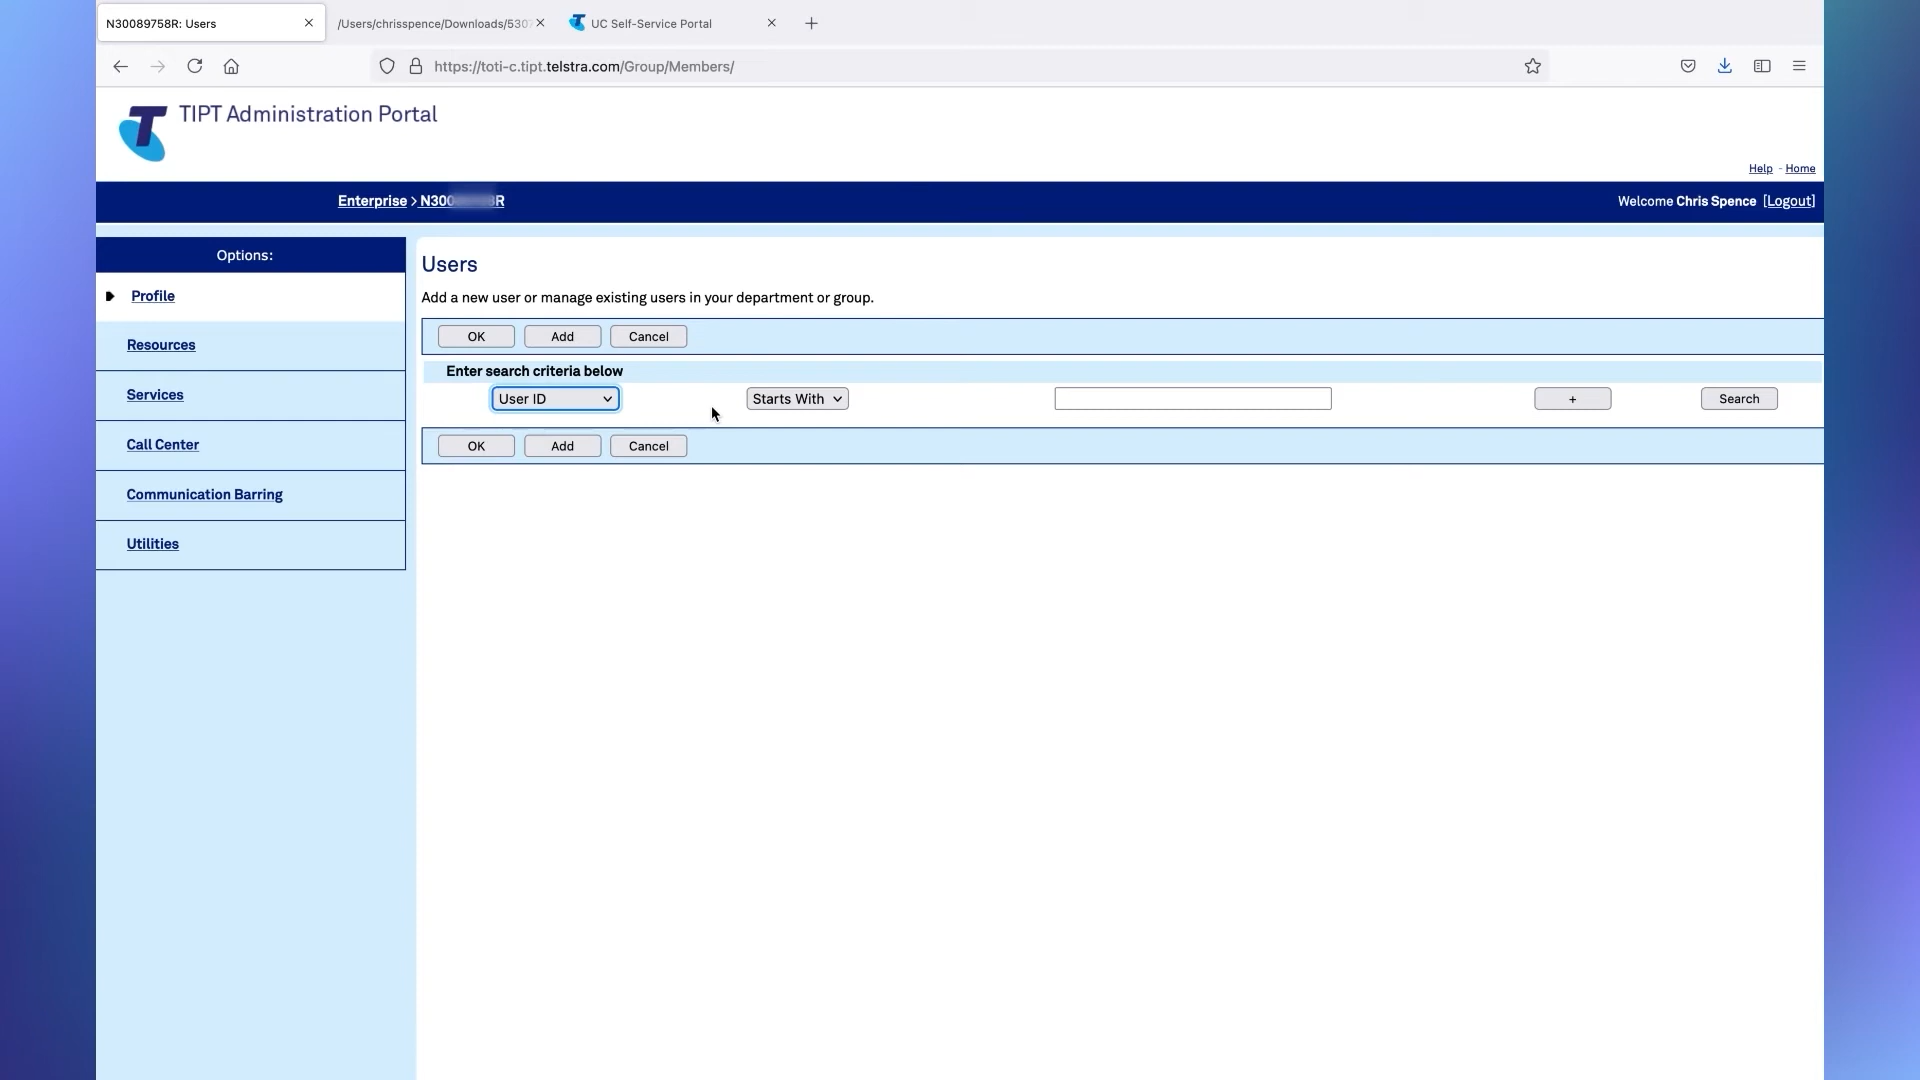 N30089758R: Users
/Users/chrisspence/Downloads/530
UC Self-Service Portal
https://toti-c.tipt.telstra.com/Group/Members/
TIPT Administration Portal
Help - Home
Enterprise > N300 R
Welcome Chris Spence [Logout]
Options:
Profile
Resources
Services
Call Center
Communication Barring
Utilities
Users
Add a new user or manage existing users in your department or group.
OK Add Cancel
Enter search criteria below
User ID Starts With + Search
OK Add Cancel